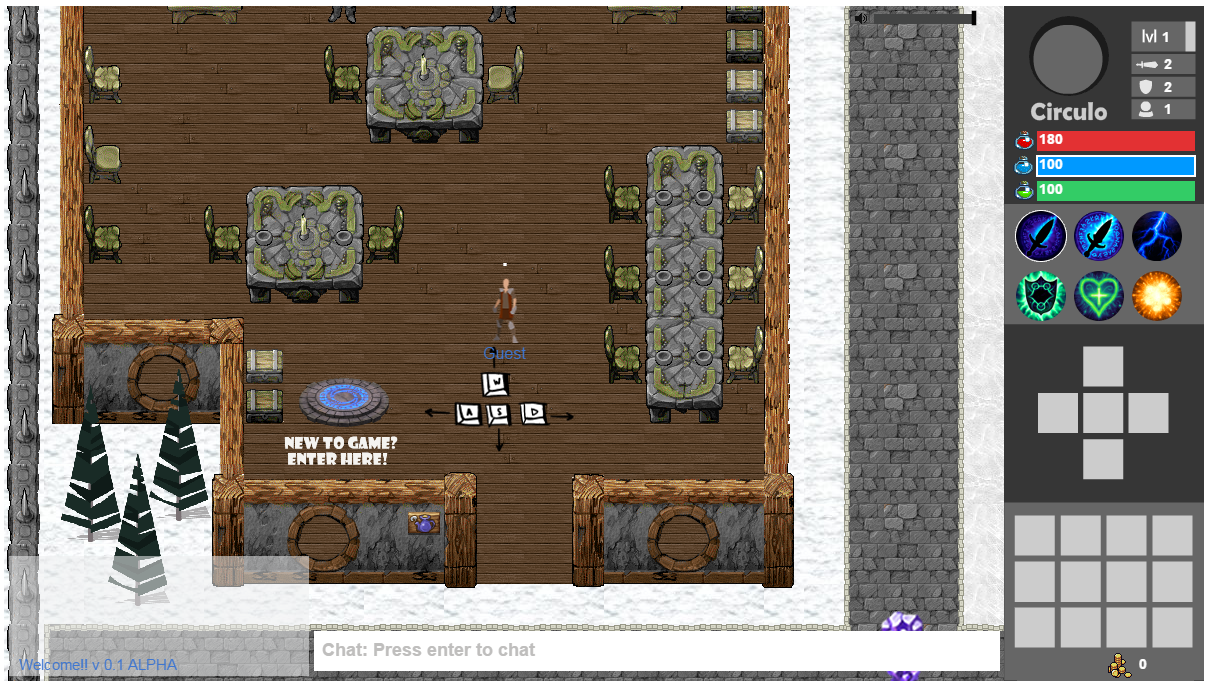 lvl 1
2
2
Circulo
1
180
100
100
Guest
W
A S D
NEW TO GAME?
ENTER HERE!
Chat: Press enter to chat
Welcome!! v 0.1 ALPHA
0